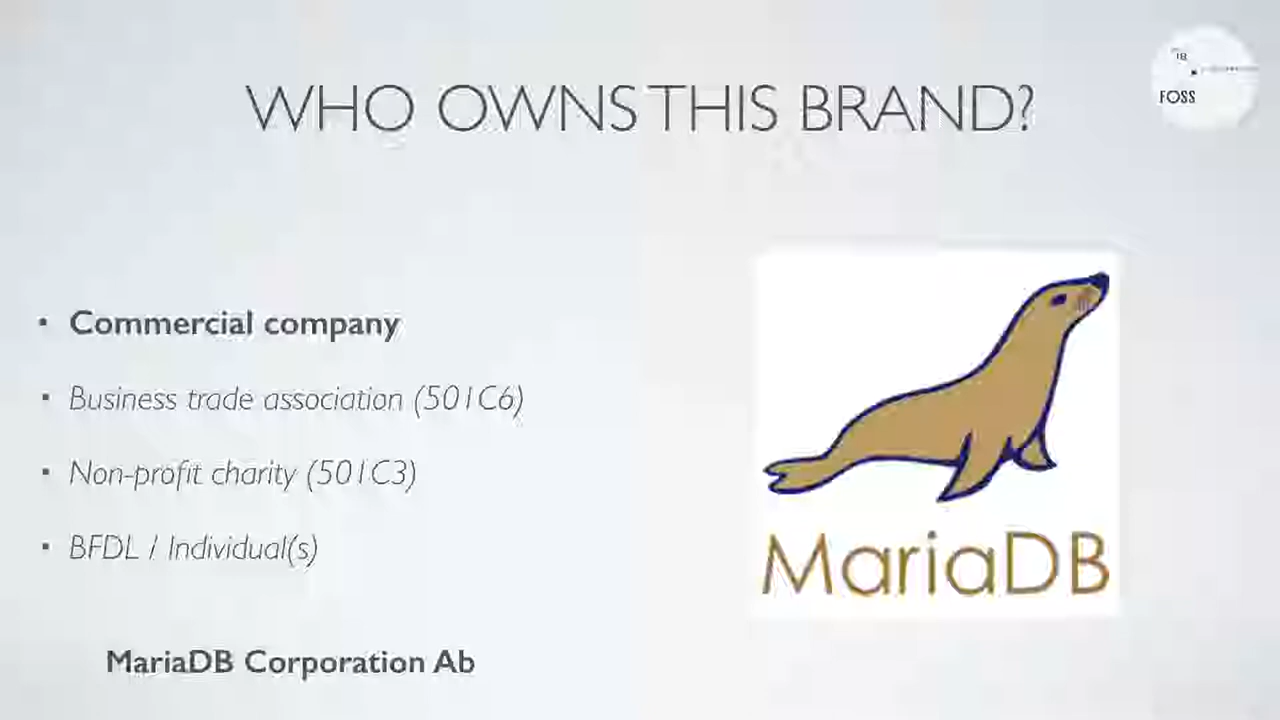 WHO OWNS THIS BRAND?
FOSS
• Commercial company
• Business trade association (501C6)
• Non-profit charity (501C3)
• BFDL / Individual(s)
MariaDB
MariaDB Corporation Ab